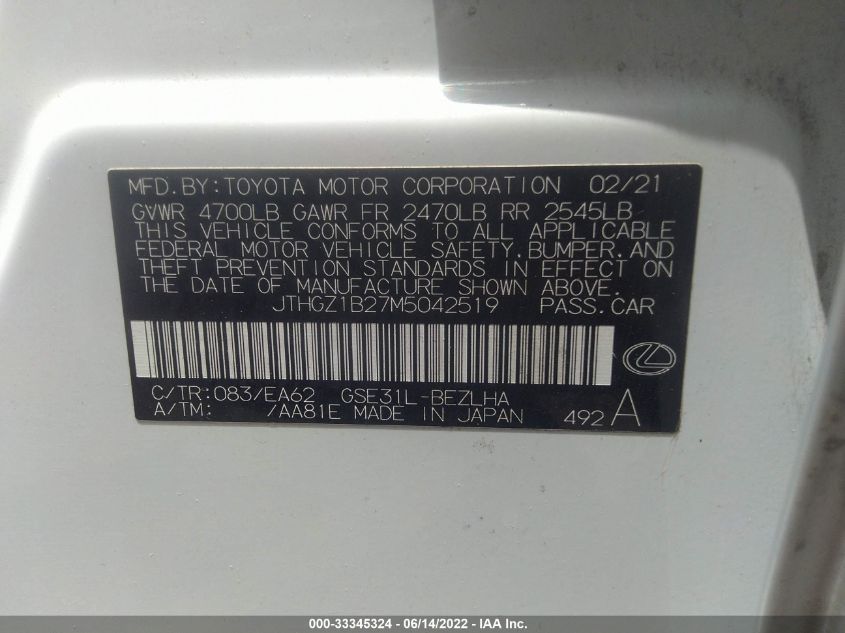 MFD.BY:TOYOTA MOTOR CORPORATION 02/21
GVWR 4700LB GAWR FR 2470LB RR 2545LB
THIS VEHICLE CONFORMS TO ALL APPLICABLE
FEDERAL MOTOR VEHICLE SAFETY,BUMPER,AND
THEFT PREVENTION STANDARDS IN EFFECT ON
THE DATE OF MANUFACTURE SHOWN ABOVE.
JTHGZ1B27M5042519 PASS.CAR
C/TR:083/EA62 GSE31L-BEZLHA
A/TM: /AA81E MADE IN JAPAN 492 A
000-33345324 | 06/14/2022 - IAA Inc.